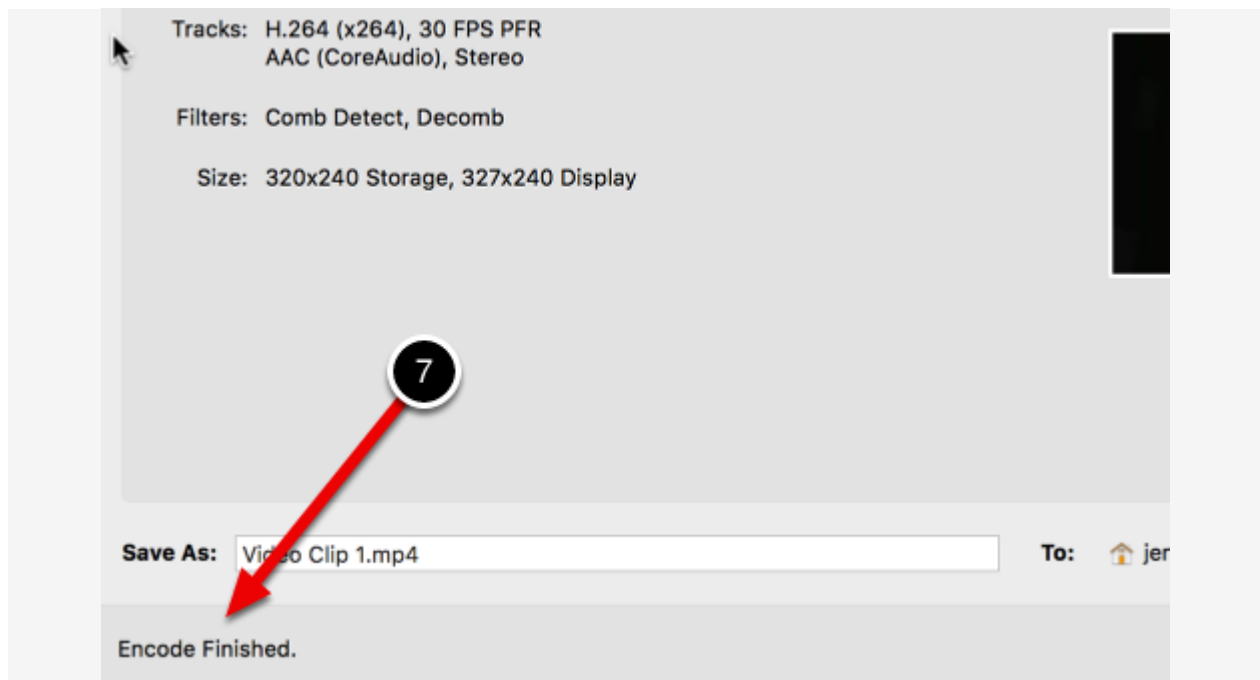 Tracks: H.264 (x264), 30 FPS PFR
AAC (CoreAudio), Stereo
Filters: Comb Detect, Decomb
Size: 320x240 Storage, 327x240 Display
7
Save As: Video Clip 1.mp4 To:
Encode Finished.